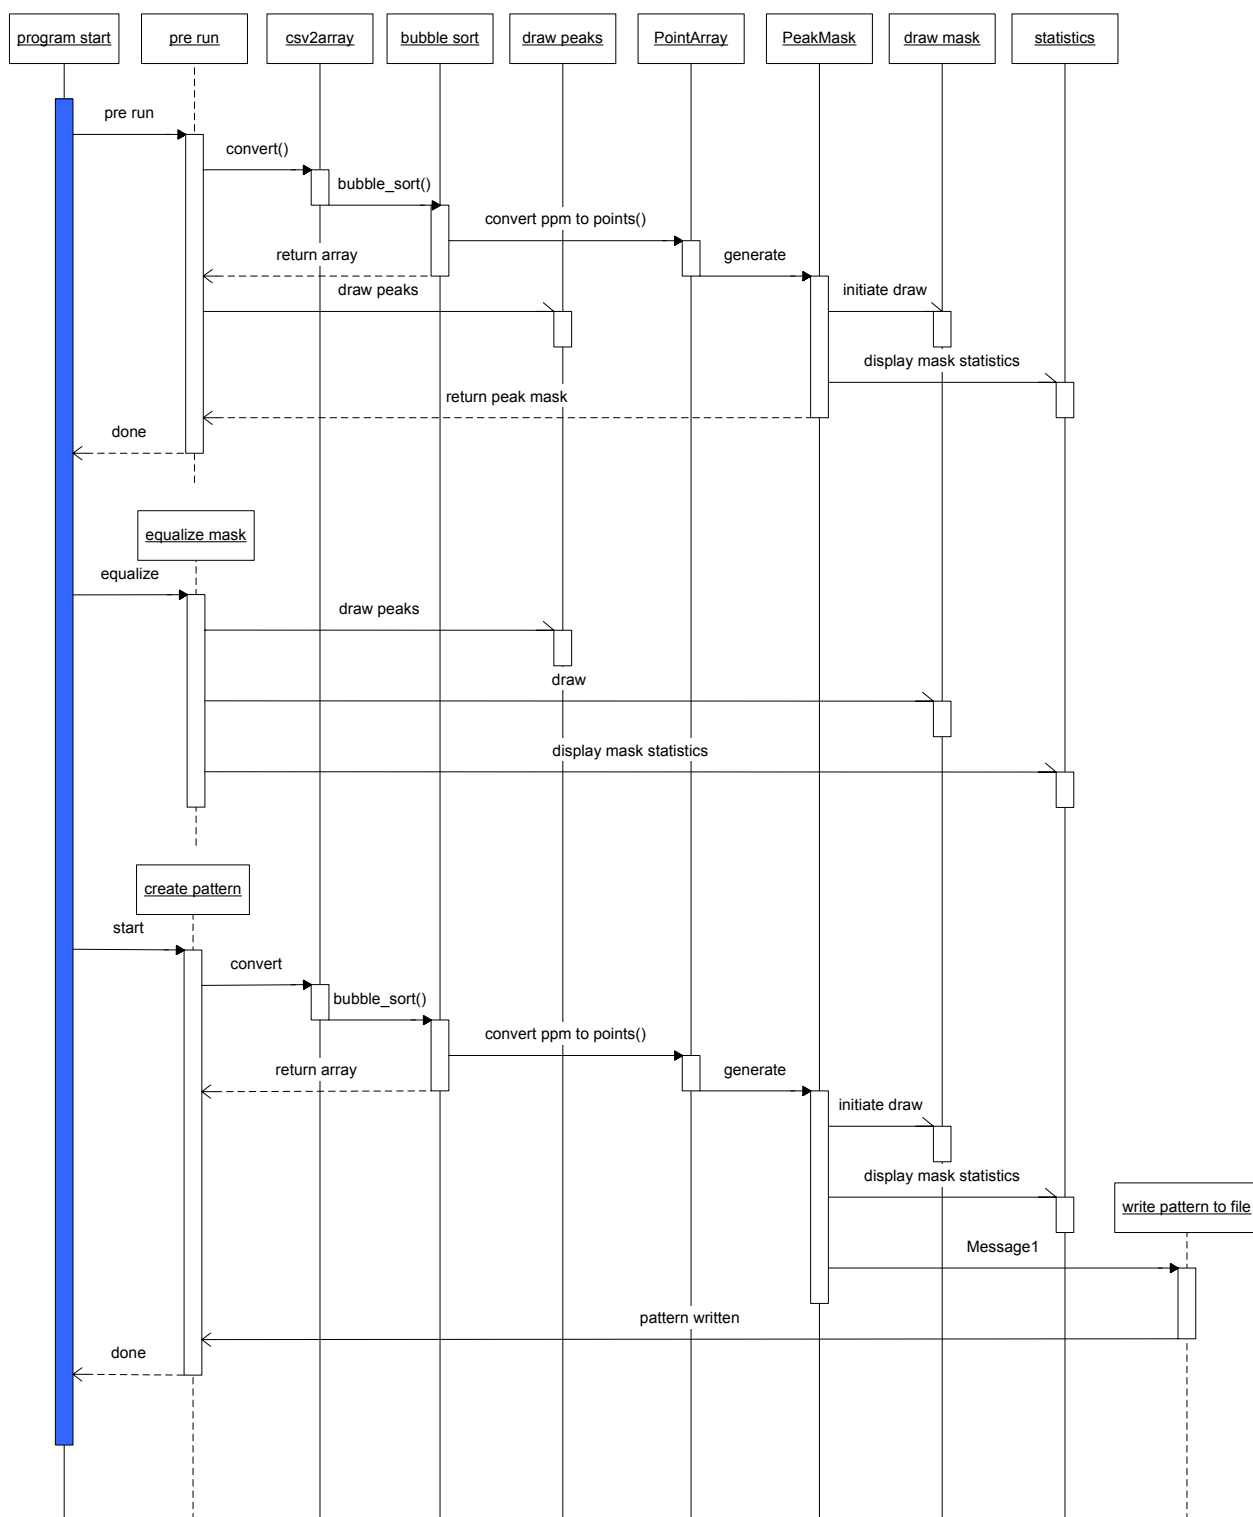 program start
pre run
csv2array
bubble sort
draw peaks
PointArray
PeakMask
draw mask
statistics
pre run
convert()
bubble_sort()
convert ppm to points()
return array
generate
draw peaks
initiate draw
display mask statistics
return peak mask
done
equalize mask
equalize
draw peaks
draw
display mask statistics
create pattern
start
convert
bubble_sort()
convert ppm to points()
return array
generate
initiate draw
display mask statistics
write pattern to file
Message1
pattern written
done